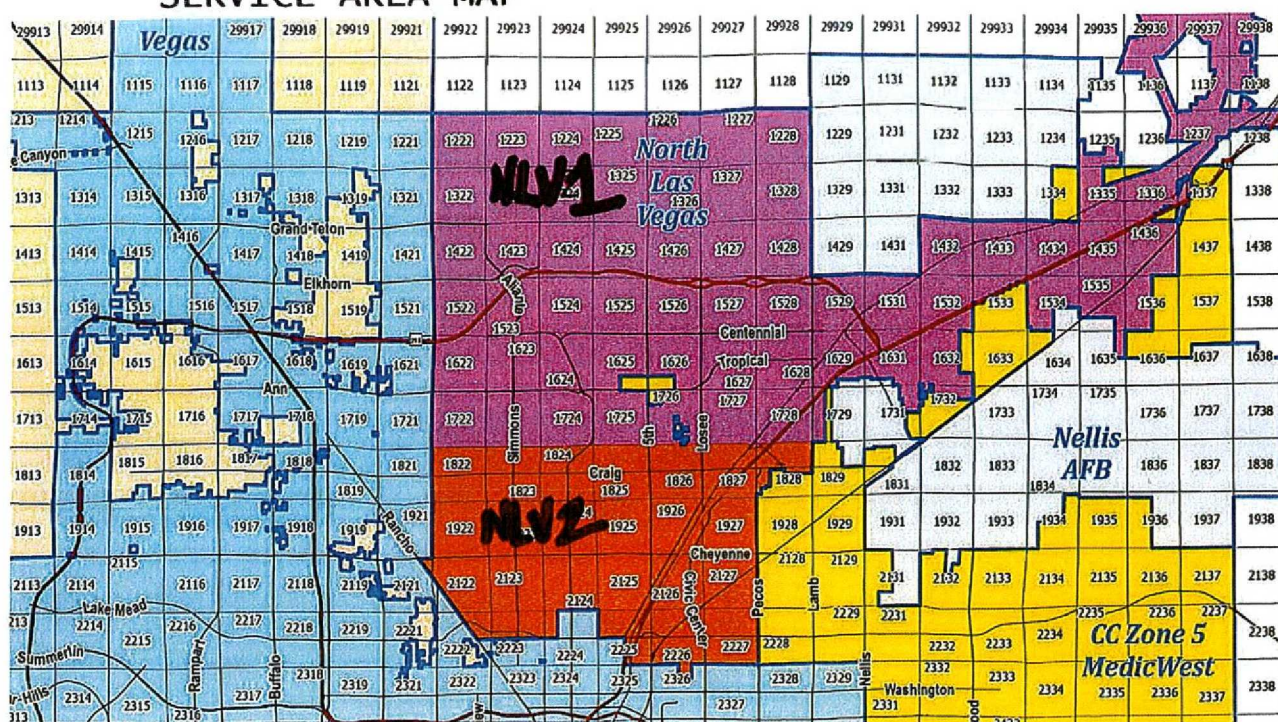 SERVICE AREA MAP
29913 29914 29917 29918 29919 29921 29922 29923 29924 29925 29926 29927 29928 29929 29931 29932 29933 29934 29935 29936 29937 29938
Vegas
1113 1114 1115 1116 1117 1118 1119 1121 1122 1123 1124 1125 1126 1127 1128 1129 1131 1132 1133 1134 1135 1136 1137 1138
213 1214 1215 1216 1217 1218 1219 1221 1222 1223 1224 1225 1226 1227 1228 1229 1231 1232 1233 1234 1235 1236 1237 1238
Canyon
North
Las
Vegas
NLV1
1313 1314 1315 1316 1317 1318 1319 1321 1322 1325 1326 1327 1328 1329 1331 1332 1333 1334 1335 1336 1337 1338
Grand Teton
1413 1414 1415 1416 1417 1418 1419 1421 1422 1423 1424 1425 1426 1427 1428 1429 1431 1432 1433 1434 1435 1436 1437 1438
Elkhorn
Aliante
1513 1514 1515 1516 1517 1518 1519 1521 1522 1523 1524 1525 1526 1527 1528 1529 1531 1532 1533 1534 1535 1536 1537 1538
Centennial
Tropical
1613 1614 1615 1616 1617 1618 1619 1621 1622 1623 1624 1625 1626 1627 1628 1629 1631 1632 1633 1634 1635 1636 1637 1638
Ann
1713 1714 1715 1716 1717 1718 1719 1721 1722 1724 1725 1726 1727 1728 1729 1731 1732 1733 1734 1735 1736 1737 1738
Simmons
5th
Losee
Nellis
AFB
1813 1814 1815 1816 1817 1818 1819 1821 1822 1823 1824 1825 1826 1827 1828 1829 1831 1832 1833 1834 1836 1837 1838
Craig
NLV2
1913 1914 1916 1917 1918 1919 1921 1922 1925 1926 1927 1928 1929 1931 1932 1933 1934 1935 1936 1937 1938
Rancho
Cheyenne
2113 2114 2115 2116 2117 2118 2119 2121 2122 2123 2124 2125 2126 2127 2128 2129 2131 2132 2133 2134 2135 2136 2137 2138
Civic Center
Pecos
Lamb
Lake Mead
213 2214 2215 2216 2217 2218 2219 2221 2222 2223 2224 2225 2226 2227 2228 2229 2231 2232 2233 2234 2235 2236 2237 2238
CC Zone 5
MedicWest
Summerlin
Rampart
Buffalo
Nellis
Washington
Hills
313 2314 2315 2316 2317 2318 2319 2321 2322 2323 2324 2325 2326 2327 2328 2329 2331 2332 2333 2334 2335 2336 2337 2338